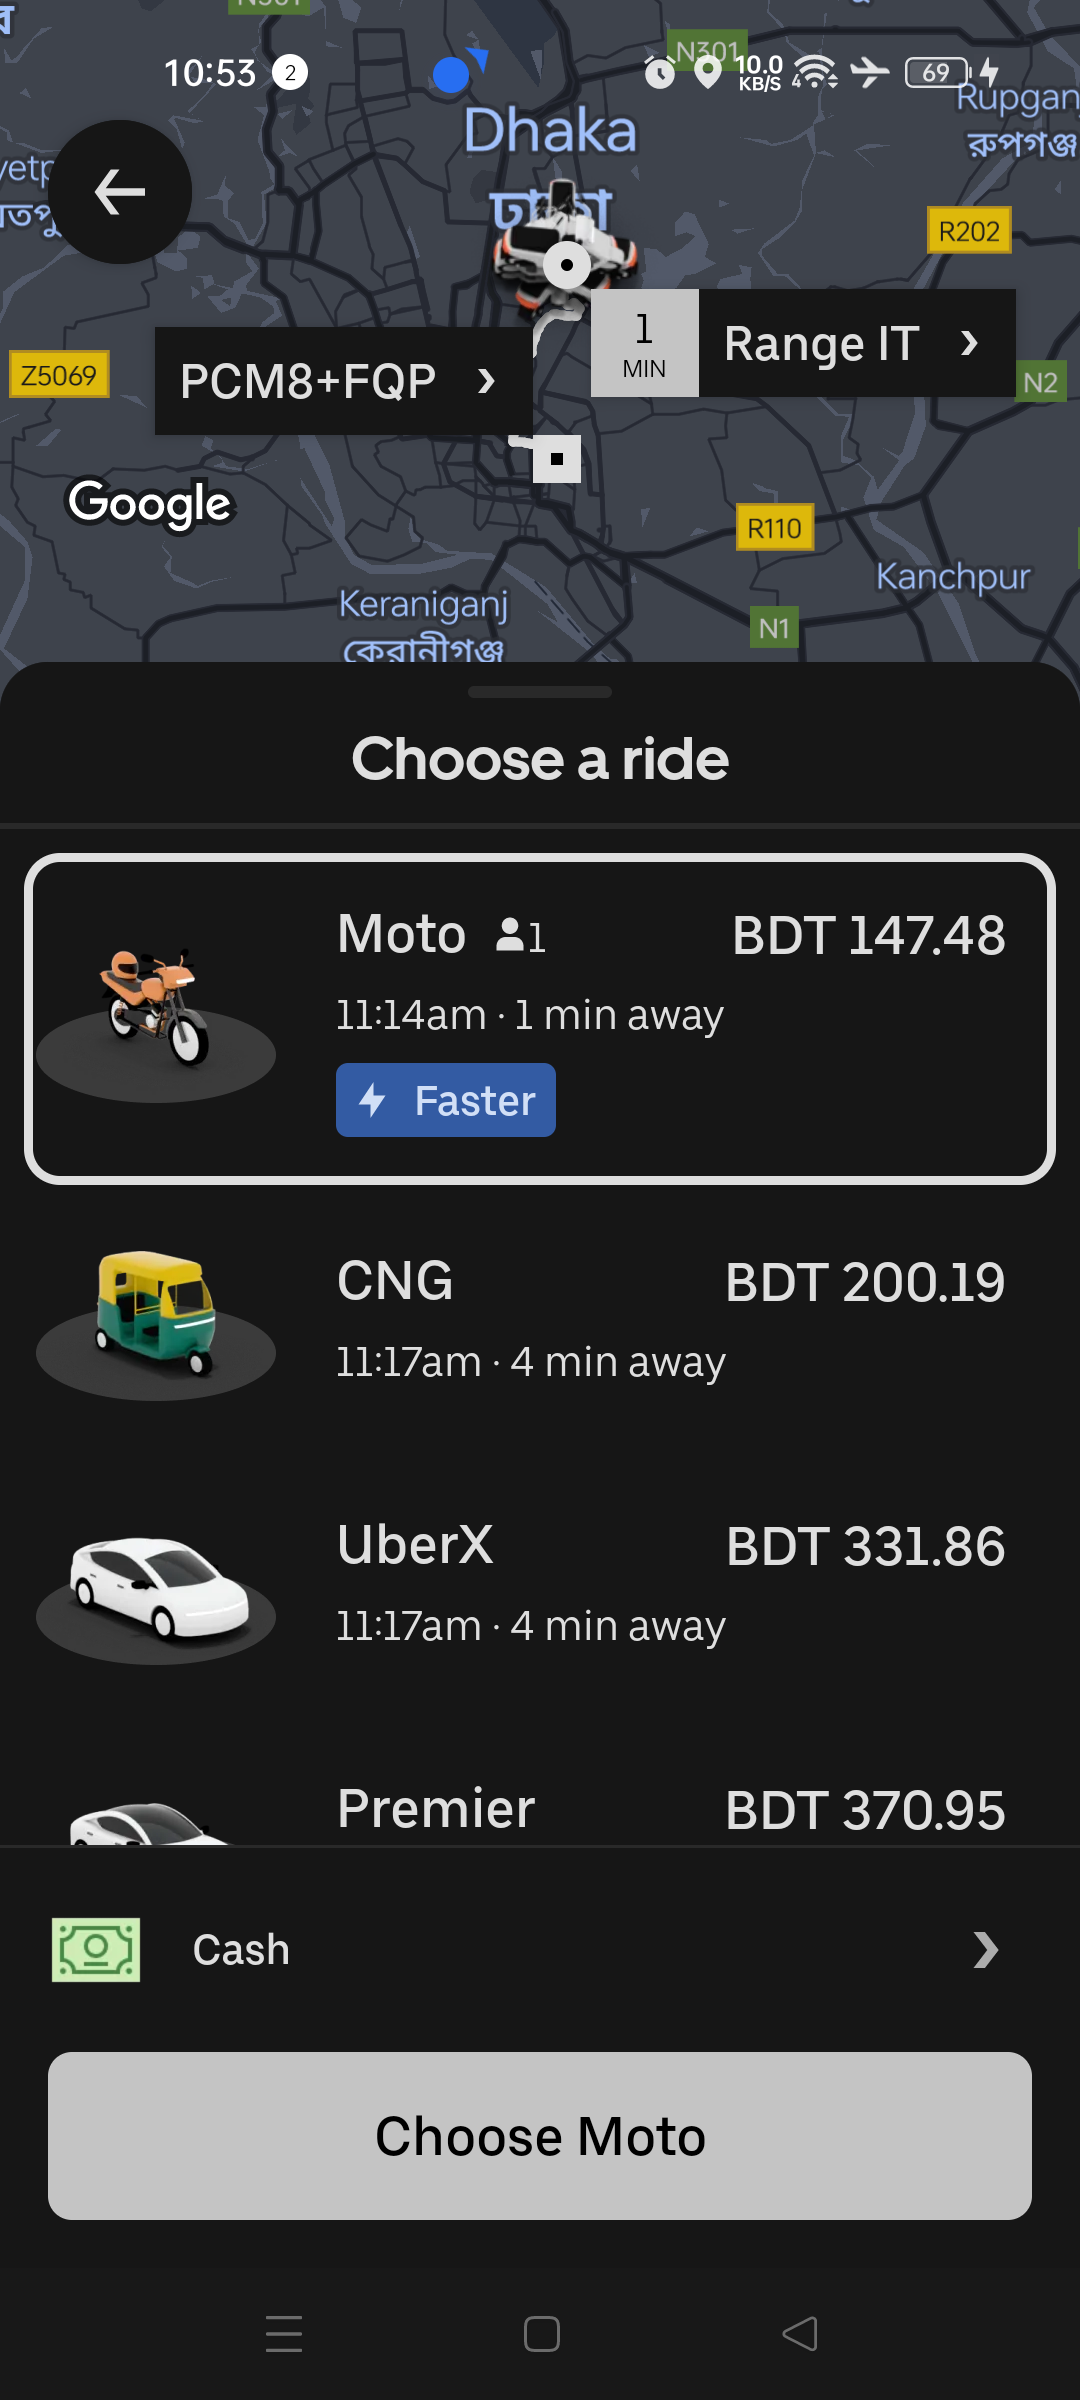 N301
10:53 2
N301
10.0
KB/S
4
69
Dhaka
ঢাকা
রূপগঞ্জ
R202
1
MIN
Range IT
PCM8+FQP
Z5069
N2
Google
R110
Kanchpur
Keraniganj
কেরানীগঞ্জ
N1
Choose a ride
Moto 1 BDT 147.48
11:14am · 1 min away
Faster
CNG BDT 200.19
11:17am · 4 min away
UberX BDT 331.86
11:17am · 4 min away
Premier BDT 370.95
Cash
Choose Moto